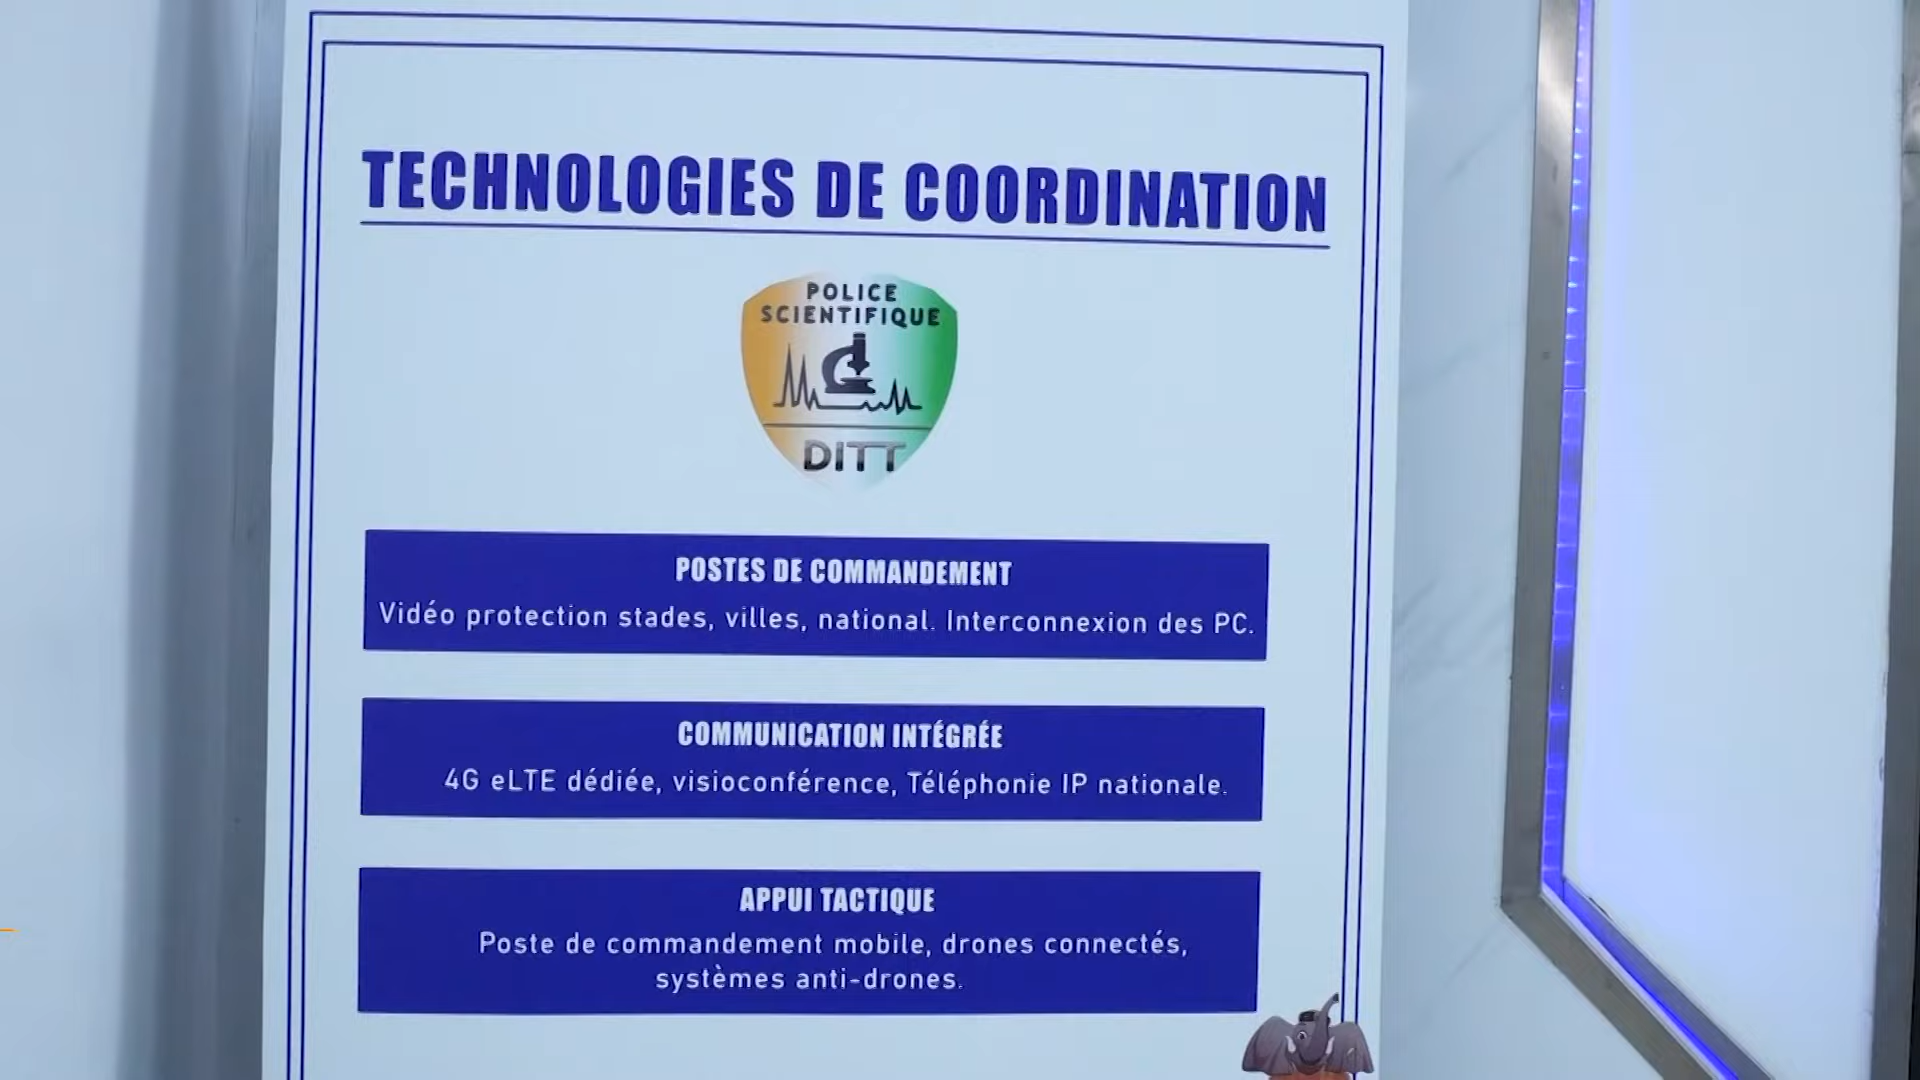 TECHNOLOGIES DE COORDINATION
POLICE
SCIENTIFIQUE
DITT
POSTES DE COMMANDEMENT
Vidéo protection stades, villes, national. Interconnexion des PC.
COMMUNICATION INTÉGRÉE
4G eLTE dédiée, visioconférence, Téléphonie IP nationale.
APPUI TACTIQUE
Poste de commandement mobile, drones connectés,
systèmes anti-drones.